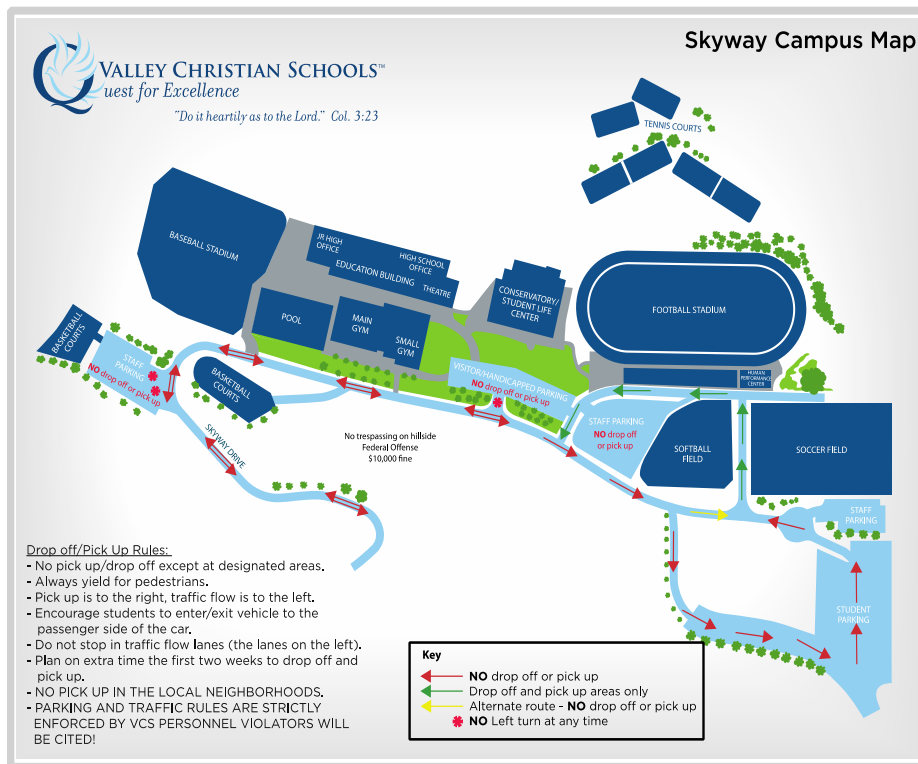 Skyway Campus Map
VALLEY CHRISTIAN SCHOOLS™
Quest for Excellence
"Do it heartily as to the Lord." Col. 3:23
TENNIS COURTS
BASEBALL STADIUM
JR HIGH
OFFICE
HIGH SCHOOL
OFFICE
EDUCATION BUILDING
THEATRE
CONSERVATORY/
STUDENT LIFE
CENTER
FOOTBALL STADIUM
POOL
MAIN
GYM
SMALL
GYM
BASKETBALL
COURTS
STAFF
PARKING
NO drop off or pick up
BASKETBALL
COURTS
VISITOR/HANDICAPPED PARKING
NO drop off or pick up
HUMAN
PERFORMANCE
CENTER
STAFF PARKING
NO drop off
or pick up
SOFTBALL
FIELD
SOCCER FIELD
SKYWAY DRIVE
No trespassing on hillside
Federal Offense
$10,000 fine
STAFF
PARKING
STUDENT
PARKING
Drop off/Pick Up Rules:
- No pick up/drop off except at designated areas.
- Always yield for pedestrians.
- Pick up is to the right, traffic flow is to the left.
- Encourage students to enter/exit vehicle to the
passenger side of the car.
- Do not stop in traffic flow lanes (the lanes on the left).
- Plan on extra time the first two weeks to drop off and
pick up.
- NO PICK UP IN THE LOCAL NEIGHBORHOODS.
- PARKING AND TRAFFIC RULES ARE STRICTLY
ENFORCED BY VCS PERSONNEL VIOLATORS WILL
BE CITED!
Key
NO drop off or pick up
Drop off and pick up areas only
Alternate route - NO drop off or pick up
NO Left turn at any time